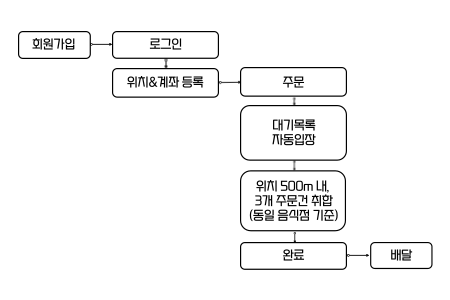 회원가입
로그인
위치&계좌 등록
주문
대기목록
자동입장
위치 500m 내,
3개 주문건 취합
(동일 음식점 기준)
완료
배달